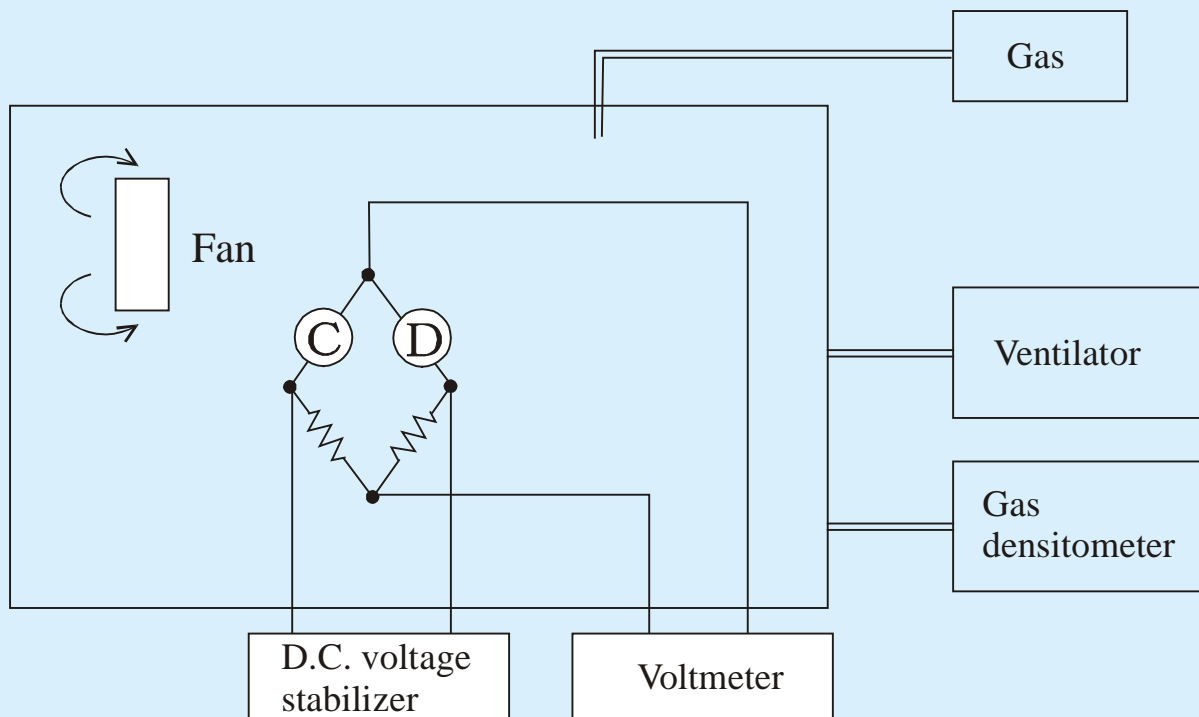 Gas
Fan
C
D
Ventilator
Gas
densitometer
D.C. voltage
stabilizer
Voltmeter